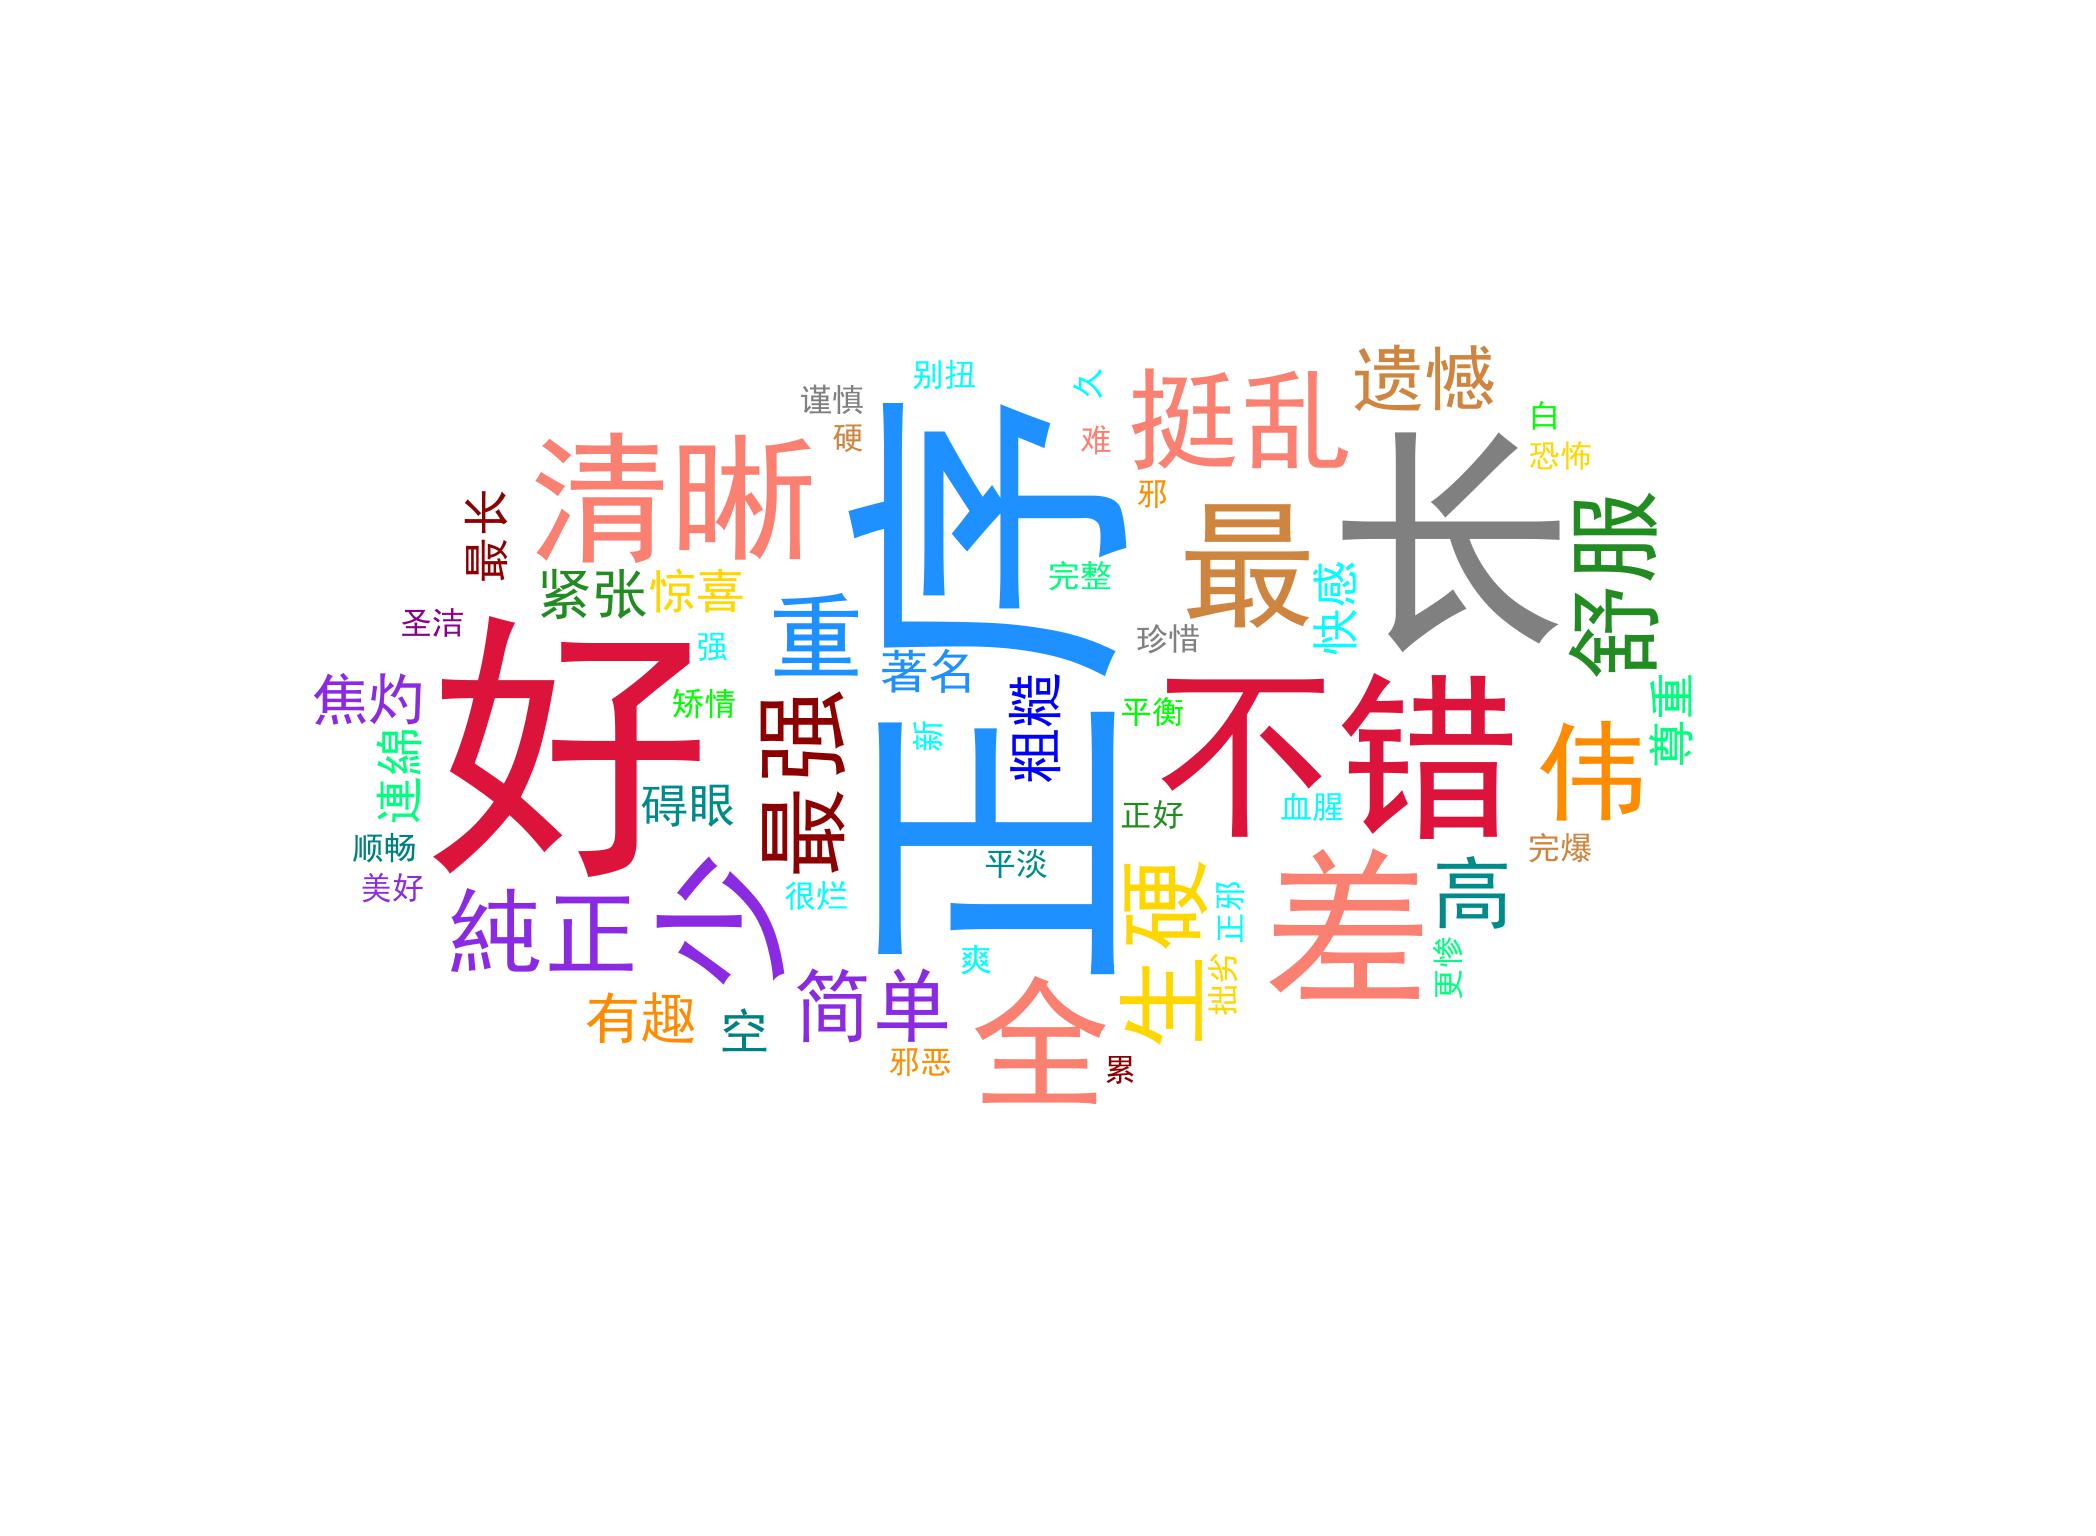 遗憾
别扭
久
挺乱
谨慎
白
硬
难
恐怖
清晰
邪
最长
正序
长
舒服
最
完整
快感
紧张
惊喜
圣洁
重
强
珍惜
著名
焦灼
矫情
平衡
尊重
好
最强
新
粗糙
不错
伟
連綿
碍眼
正好
血腥
顺畅
平淡
完爆
美好
很烂
差
高
純正
少
生硬
正邪
爽
更惨
拙劣
有趣
空
简单
全
邪恶
累